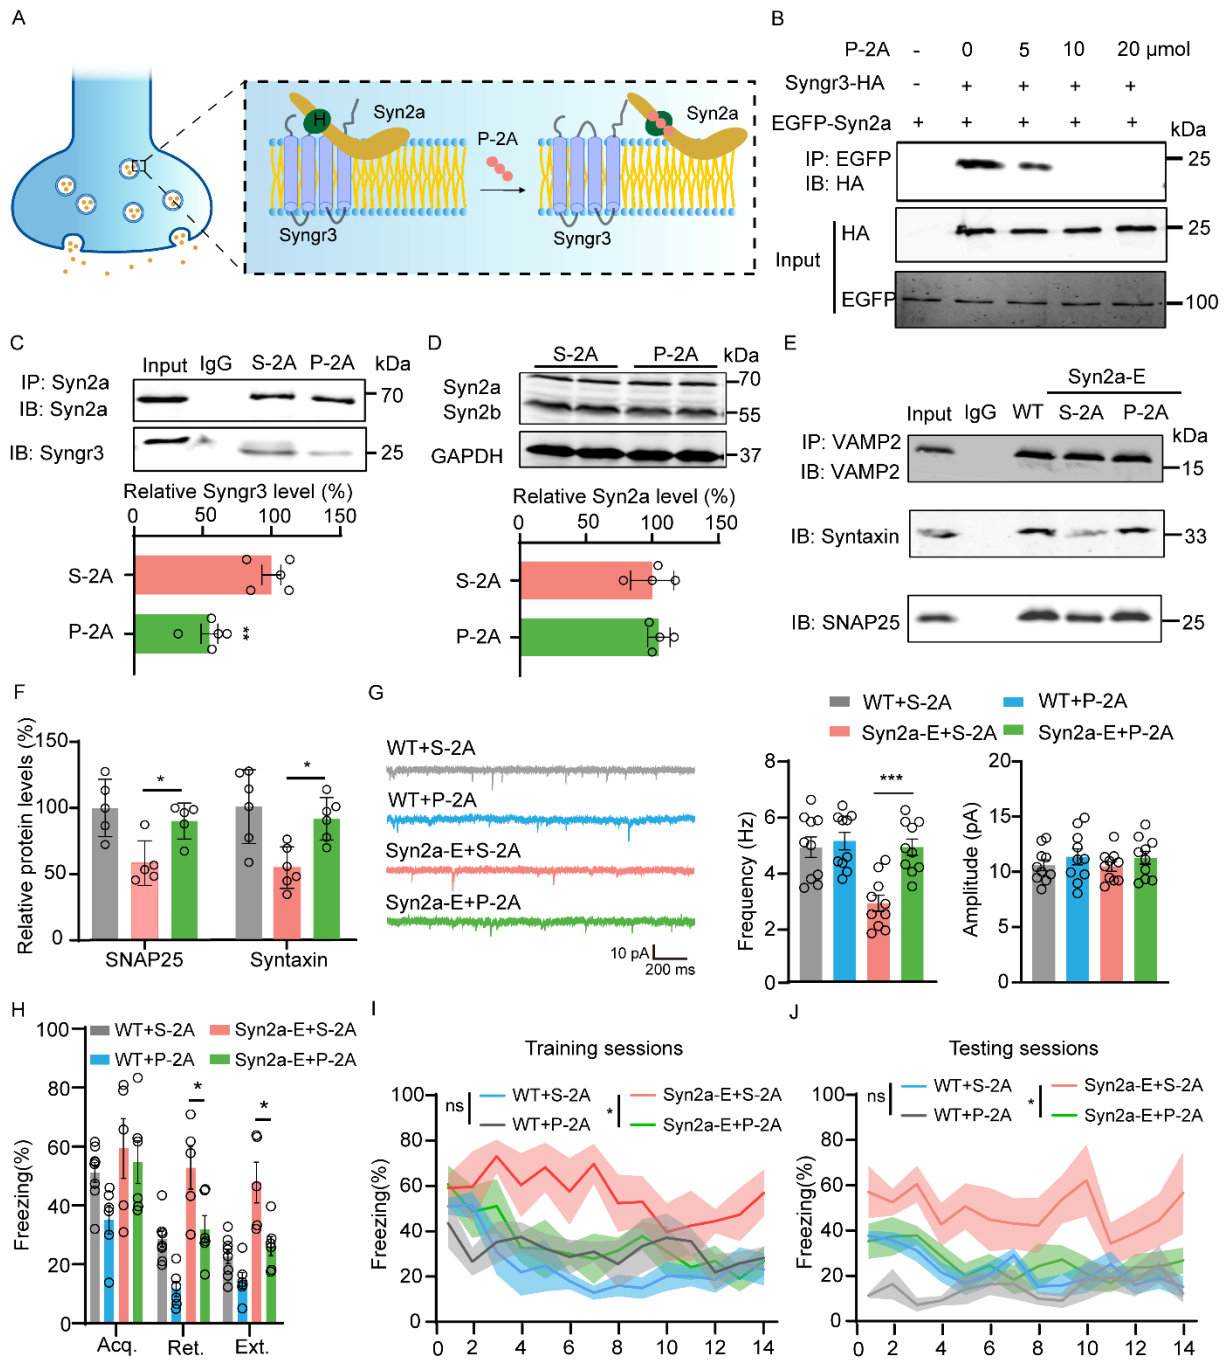 A
H
Syn2a
Syngr3
P-2A
Syn2a
Syngr3
B
P-2A - 0 5 10 20 μmol
Syngr3-HA - + + + +
EGFP-Syn2a + + + + +
kDa
IP: EGFP
IB: HA
25
Input
HA
25
EGFP
100
C
Input IgG S-2A P-2A kDa
IP: Syn2a
IB: Syn2a
70
IB: Syngr3
25
Relative Syngr3 level (%)
0 50 100 150
S-2A
P-2A
**
D
S-2A P-2A kDa
Syn2a
70
Syn2b
55
GAPDH
37
Relative Syn2a level (%)
0 50 100 150
S-2A
P-2A
E
Syn2a-E
Input IgG WT S-2A P-2A
kDa
IP: VAMP2
IB: VAMP2
15
IB: Syntaxin
33
IB: SNAP25
25
F
Relative protein levels (%)
150
100
50
0
* *
SNAP25 Syntaxin
G
WT+S-2A
WT+P-2A
Syn2a-E+S-2A
Syn2a-E+P-2A
10 pA
200 ms
WT+S-2A WT+P-2A
Syn2a-E+S-2A Syn2a-E+P-2A
Frequency (Hz)
8
6
4
2
0
***
Amplitude (pA)
20
15
10
5
0
H
WT+S-2A Syn2a-E+S-2A
WT+P-2A Syn2a-E+P-2A
Freezing(%)
100
80
60
40
20
0
* *
Acq. Ret. Ext.
I
Training sessions
ns WT+S-2A * Syn2a-E+S-2A
WT+P-2A Syn2a-E+P-2A
Freezing(%)
100
80
60
40
20
0
0 2 4 6 8 10 12 14
J
Testing sessions
ns WT+S-2A * Syn2a-E+S-2A
WT+P-2A Syn2a-E+P-2A
Freezing(%)
100
80
60
40
20
0
0 2 4 6 8 10 12 14